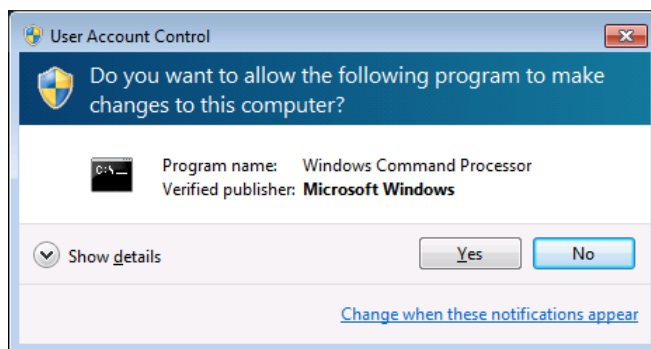 User Account Control
Do you want to allow the following program to make
changes to this computer?
C:\_
Program name: Windows Command Processor
Verified publisher: Microsoft Windows
Show details
Yes
No
Change when these notifications appear